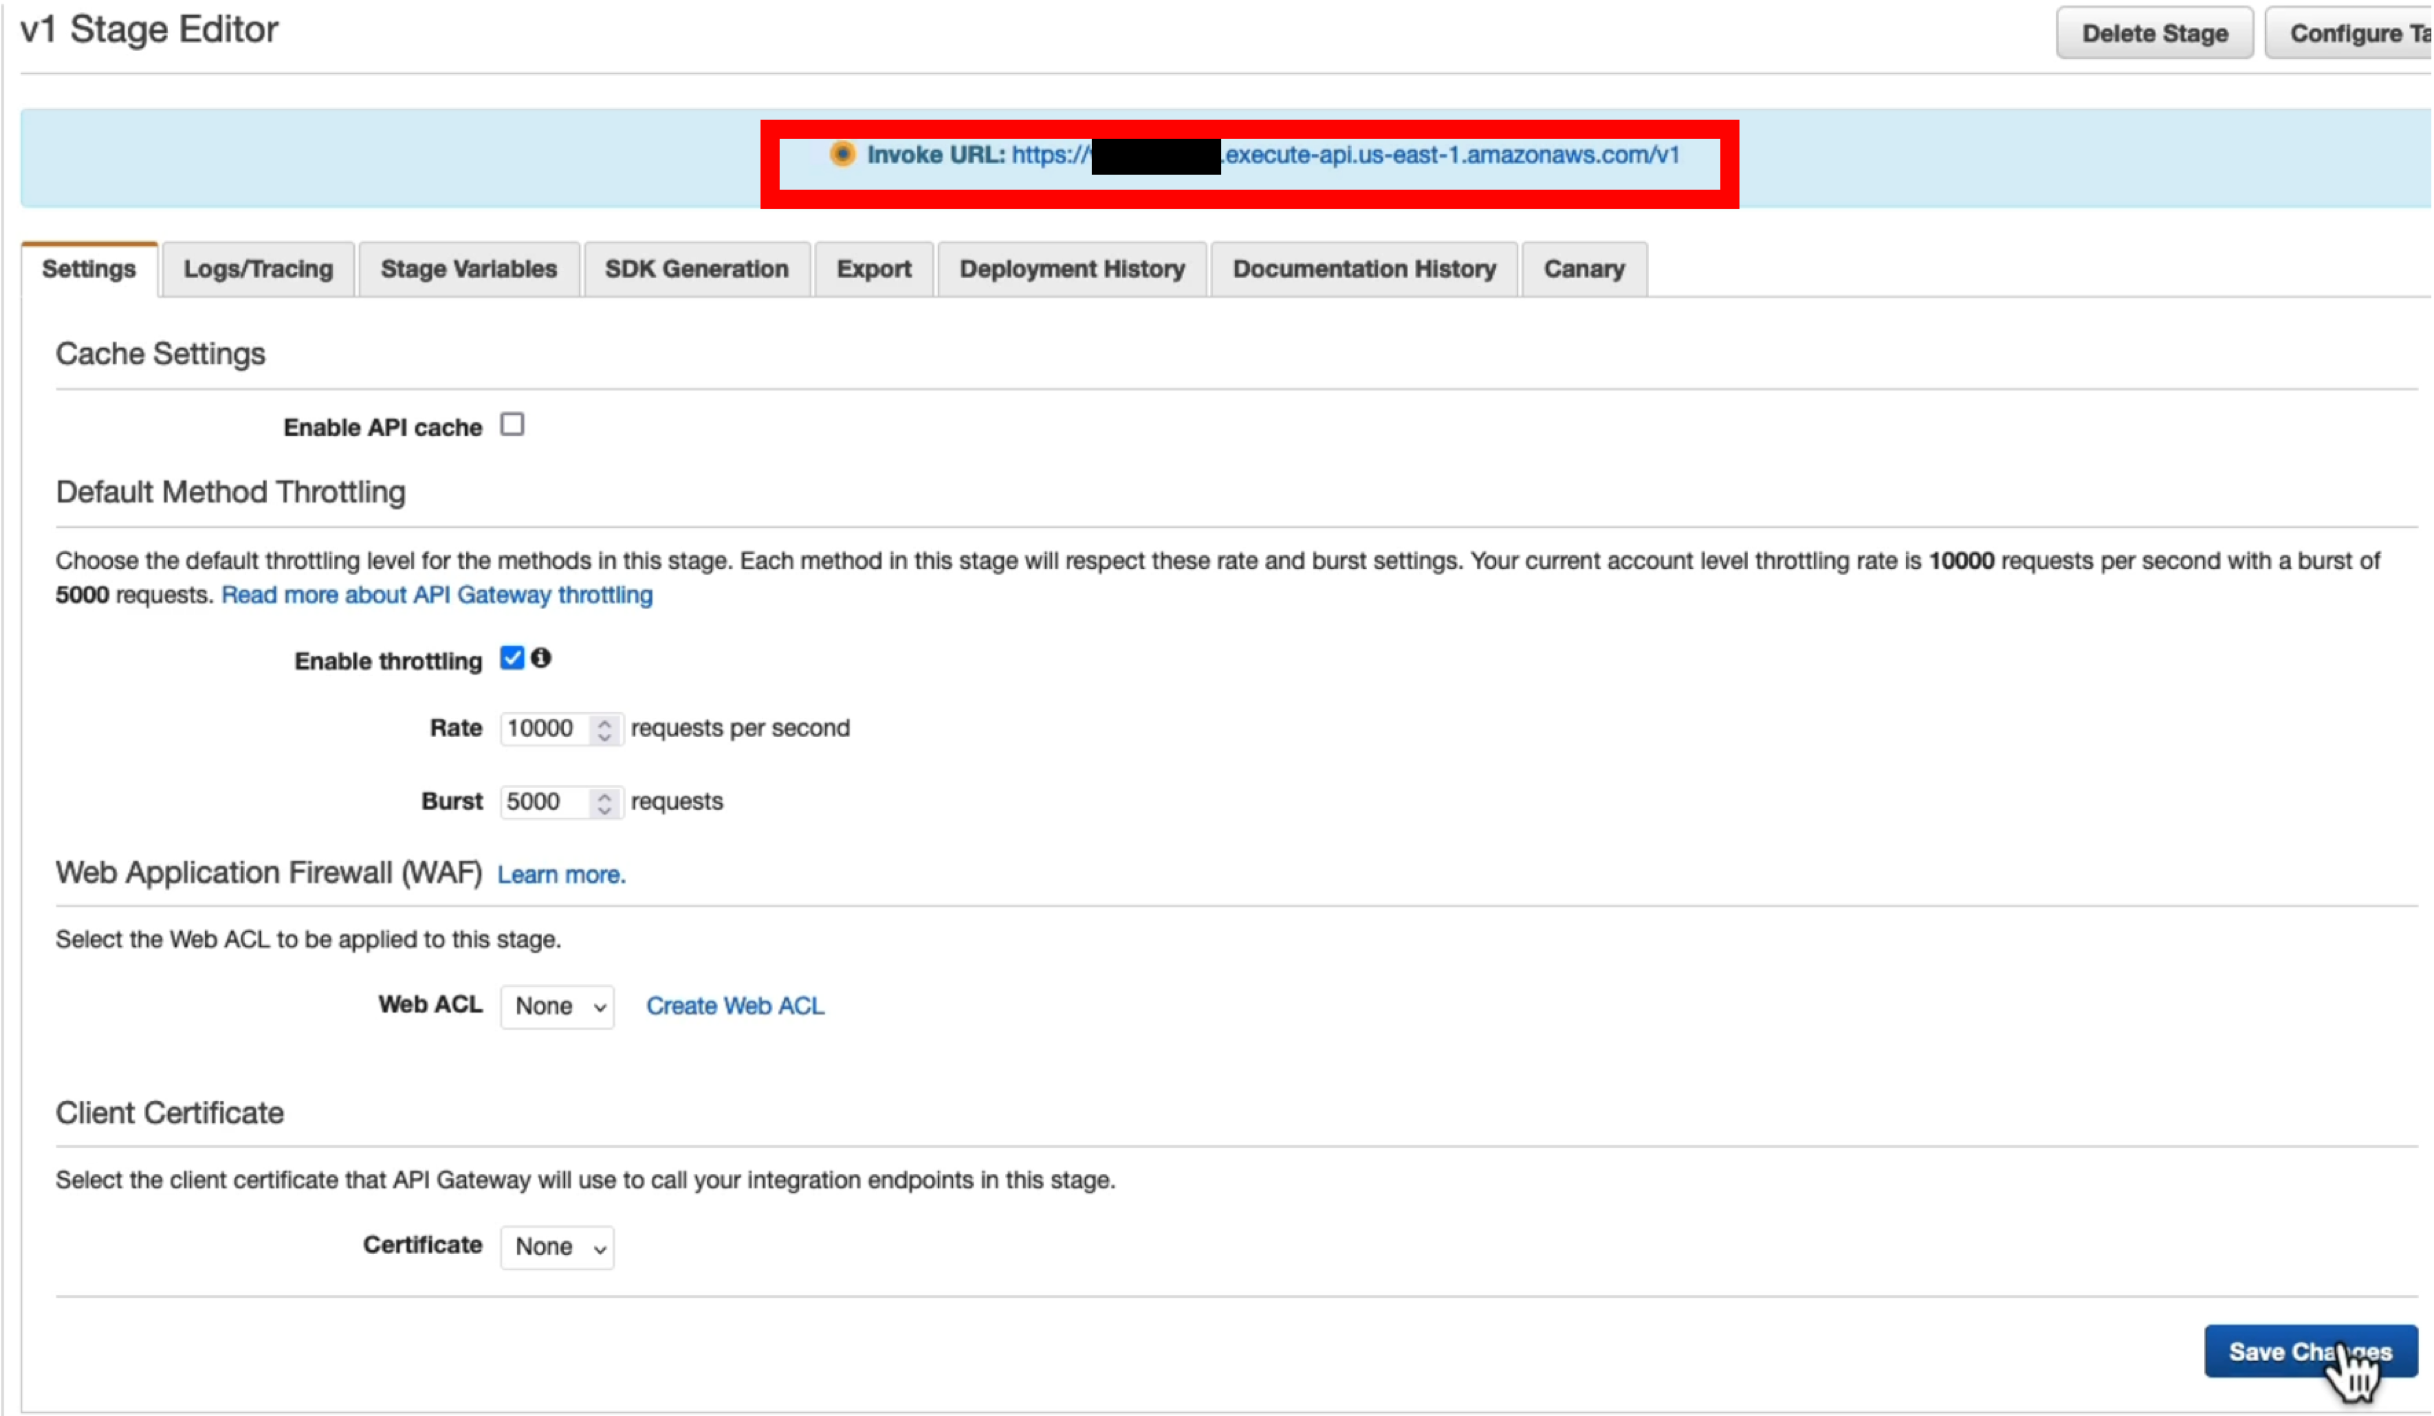 v1 Stage Editor
Delete Stage
Configure Ta
Invoke URL: https:// .execute-api.us-east-1.amazonaws.com/v1
Settings
Logs/Tracing
Stage Variables
SDK Generation
Export
Deployment History
Documentation History
Canary
Cache Settings
Enable API cache
Default Method Throttling
Choose the default throttling level for the methods in this stage. Each method in this stage will respect these rate and burst settings. Your current account level throttling rate is 10000 requests per second with a burst of
5000 requests. Read more about API Gateway throttling
Enable throttling
Rate 10000 requests per second
Burst 5000 requests
Web Application Firewall (WAF) Learn more.
Select the Web ACL to be applied to this stage.
Web ACL None Create Web ACL
Client Certificate
Select the client certificate that API Gateway will use to call your integration endpoints in this stage.
Certificate None
Save Changes